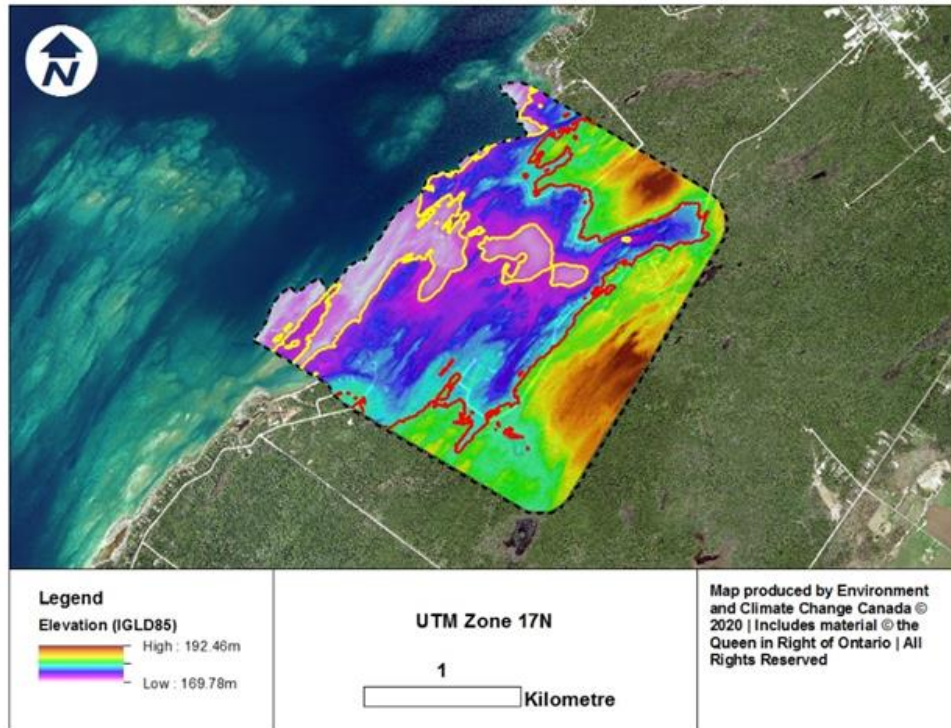 N
Legend
Elevation (IGLD85)
High : 192.46m
Low : 169.78m
UTM Zone 17N
1
Kilometre
Map produced by Environment
and Climate Change Canada ©
2020 | Includes material © the
Queen in Right of Ontario | All
Rights Reserved